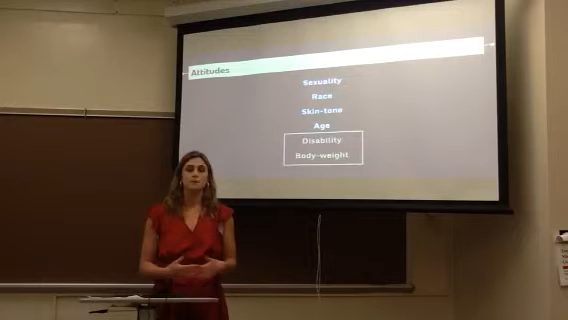 Attitudes
Sexuality
Race
Skin-tone
Age
Disability
Body-weight